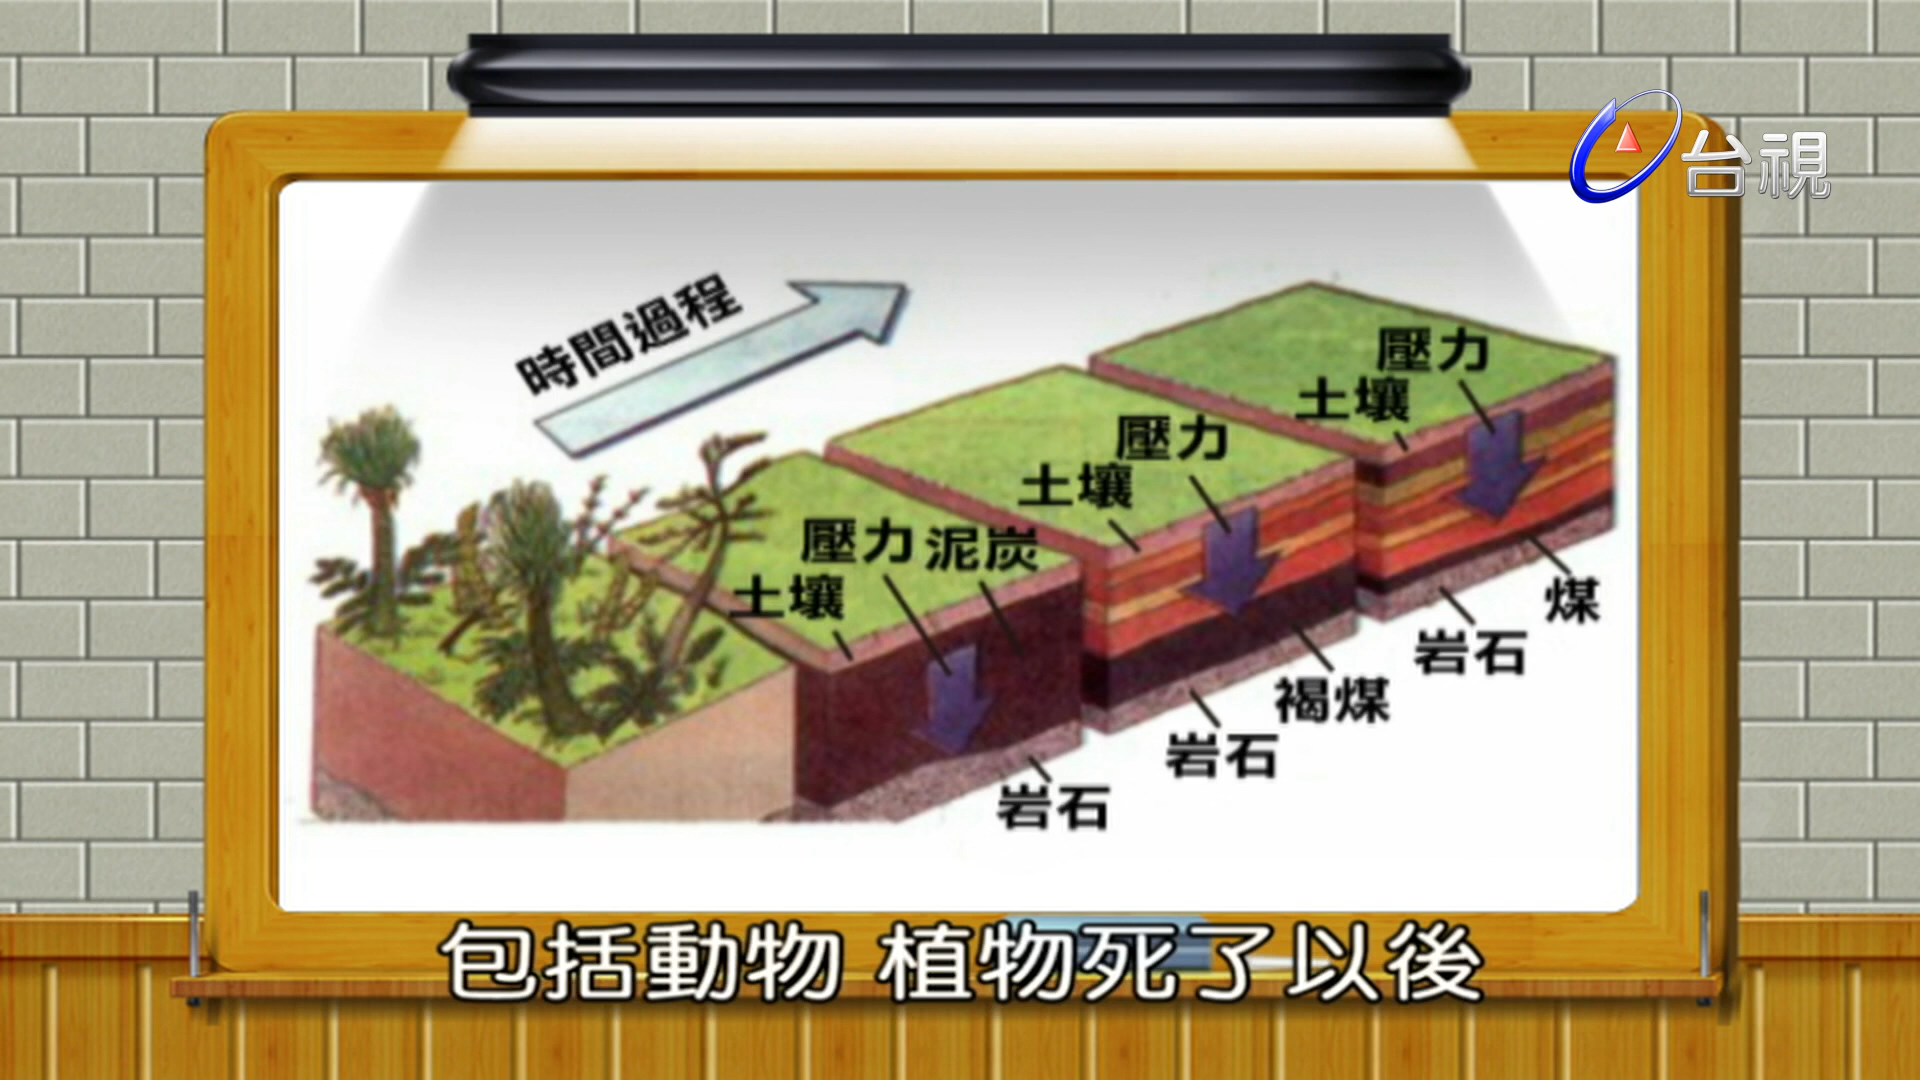 台視
時間過程
壓力
土壤
壓力
土壤
壓力
泥炭
土壤
煤
岩石
褐煤
岩石
岩石
包括動物 植物死了以後